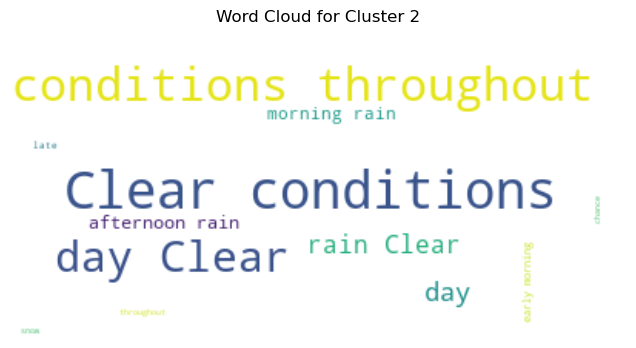 Word Cloud for Cluster 2
conditions throughout
morning rain
late
Clear conditions
chance
afternoon rain
rain Clear
day Clear
early morning
day
throughout
snow